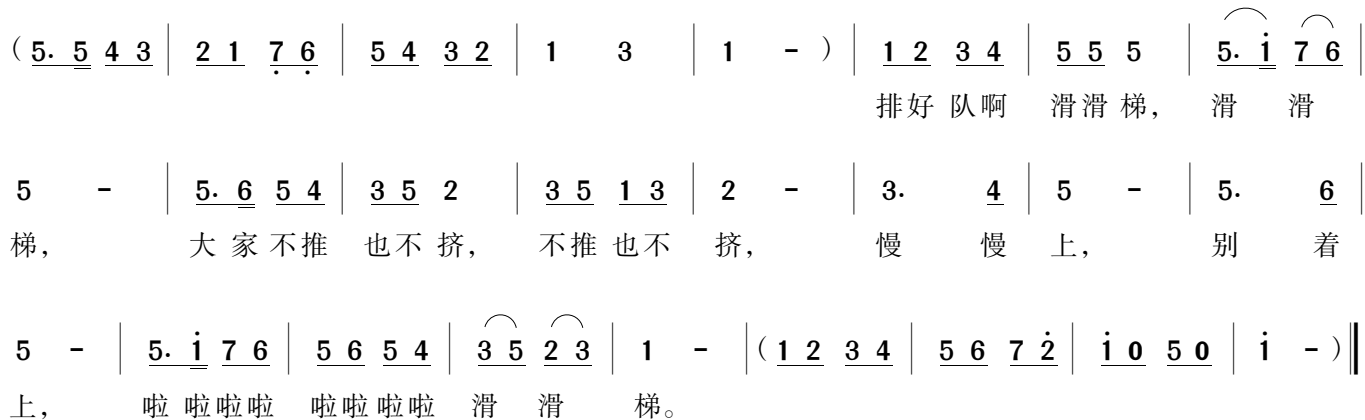 (5. 5 4 3 | 2 1 7̣ 6̣ | 5 4 3 2 | 1 3 | 1 - ) | 1 2 3 4 | 5 5 5 | 5. i̇ 7 6 |
排好 队啊 滑滑 梯, 滑 滑
5 - | 5. 6 5 4 | 3 5 2 | 3 5 1 3 | 2 - | 3. 4 | 5 - | 5. 6 |
梯, 大 家 不推 也不 挤, 不推 也不 挤, 慢 慢 上, 别 着
5 - | 5. i̇ 7 6 | 5 6 5 4 | 3 5 2 3 | 1 - |(1 2 3 4 | 5 6 7 2̇ | i̇ 0 5 0 | i̇ - )‖
上, 啦 啦啦啦 啦啦 啦啦 滑 滑 梯。